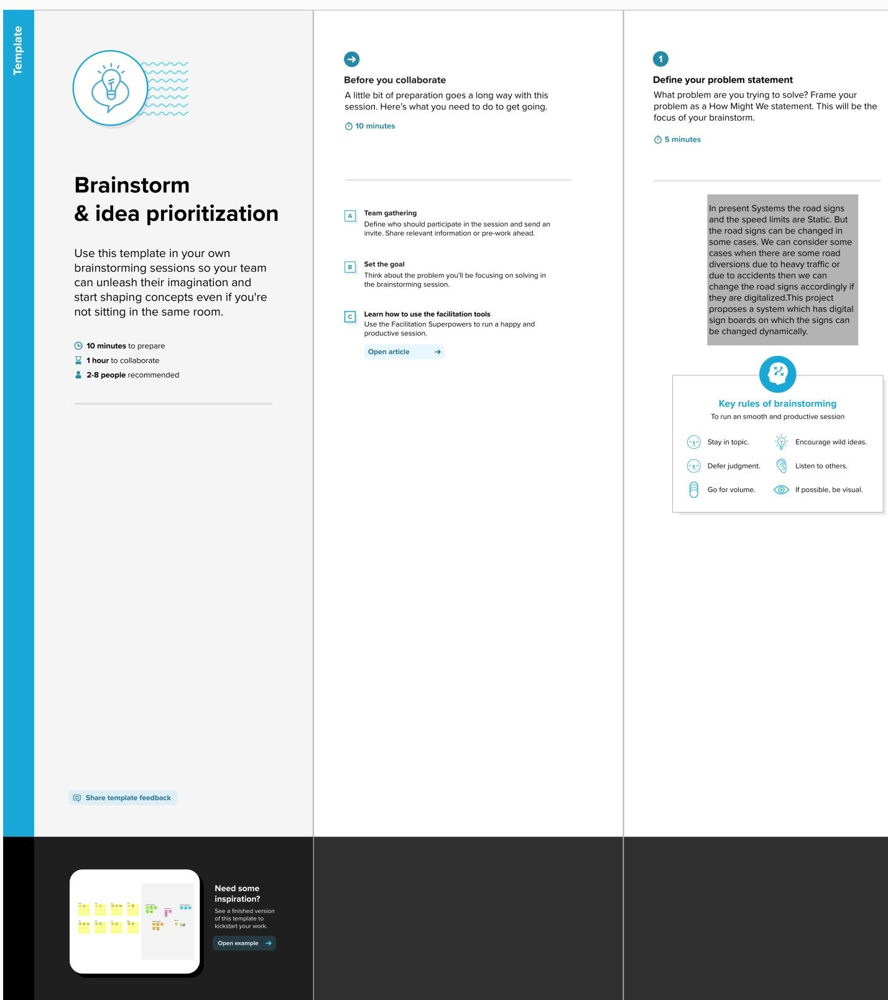 Template
Brainstorm
& idea prioritization
Use this template in your own
brainstorming sessions so your team
can unleash their imagination and
start shaping concepts even if you're
not sitting in the same room.
10 minutes to prepare
1 hour to collaborate
2-8 people recommended
Share template feedback
Need some
inspiration?
See a finished version
of this template to
kickstart your work.
Open example
Before you collaborate
A little bit of preparation goes a long way with this
session. Here’s what you need to do to get going.
10 minutes
A
Team gathering
Define who should participate in the session and send an
invite. Share relevant information or pre-work ahead.
B
Set the goal
Think about the problem you'll be focusing on solving in
the brainstorming session.
C
Learn how to use the facilitation tools
Use the Facilitation Superpowers to run a happy and
productive session.
Open article
1
Define your problem statement
What problem are you trying to solve? Frame your
problem as a How Might We statement. This will be the
focus of your brainstorm.
5 minutes
In present Systems the road signs
and the speed limits are Static. But
the road signs can be changed in
some cases. We can consider some
cases when there are some road
diversions due to heavy traffic or
due to accidents then we can
change the road signs accordingly if
they are digitalized.This project
proposes a system which has digital
sign boards on which the signs can
be changed dynamically.
Key rules of brainstorming
To run an smooth and productive session
Stay in topic.
Encourage wild ideas.
Defer judgment.
Listen to others.
Go for volume.
If possible, be visual.